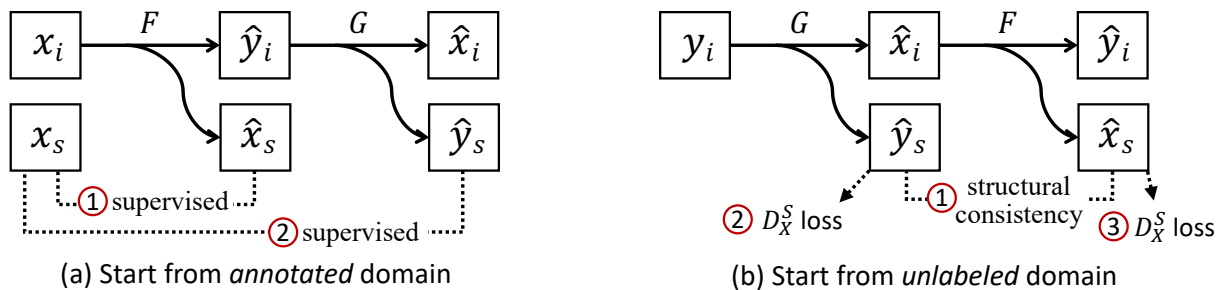 F G
x_i ŷ_i x̂_i
x_s x̂_s ŷ_s
① supervised
② supervised
(a) Start from annotated domain
G F
y_i x̂_i ŷ_i
ŷ_s x̂_s
① structural
consistency
② D_X^S loss
③ D_X^S loss
(b) Start from unlabeled domain